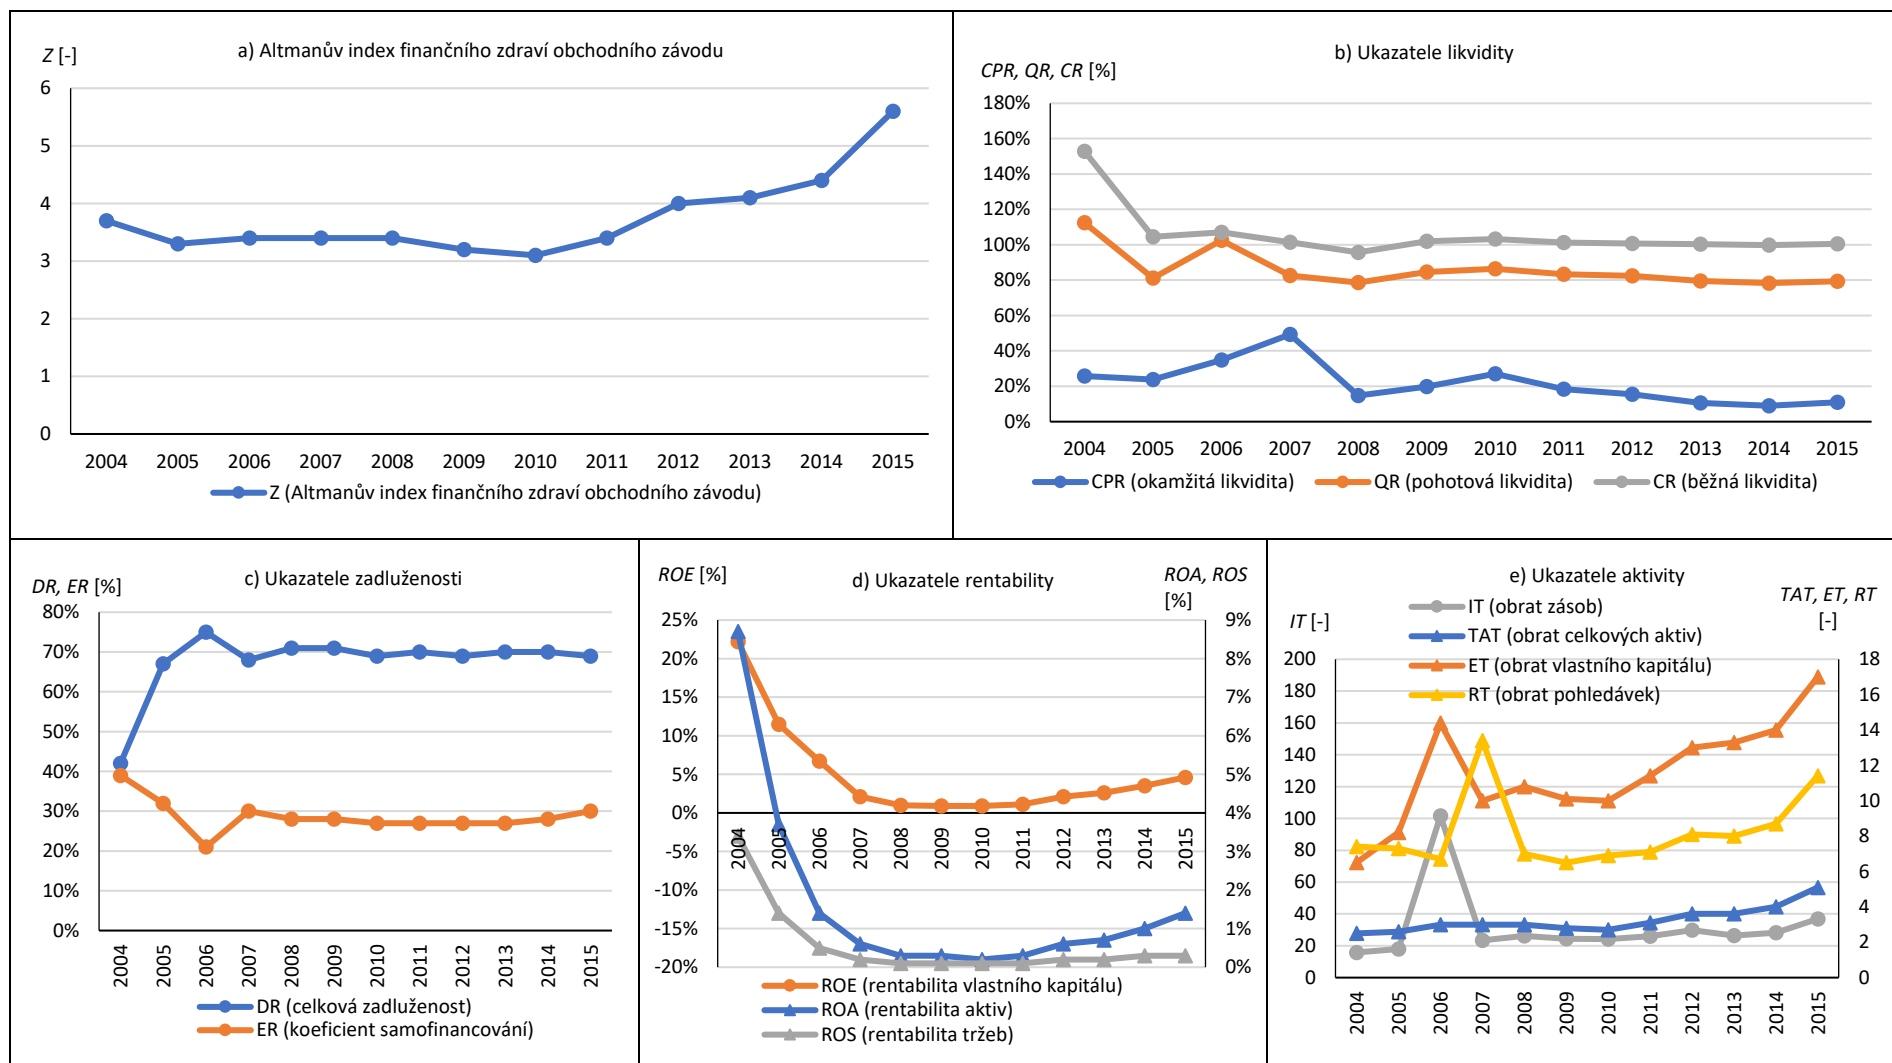 a) Altmanův index finančního zdraví obchodního závodu
Z [-]
6
5
4
3
2
1
0
2004 2005 2006 2007 2008 2009 2010 2011 2012 2013 2014 2015
Z (Altmanův index finančního zdraví obchodního závodu)
b) Ukazatele likvidity
CPR, QR, CR [%]
180%
160%
140%
120%
100%
80%
60%
40%
20%
0%
2004 2005 2006 2007 2008 2009 2010 2011 2012 2013 2014 2015
CPR (okamžitá likvidita) QR (pohotová likvidita) CR (běžná likvidita)
c) Ukazatele zadluženosti
DR, ER [%]
80%
70%
60%
50%
40%
30%
20%
10%
0%
2004 2005 2006 2007 2008 2009 2010 2011 2012 2013 2014 2015
DR (celková zadluženost)
ER (koeficient samofinancování)
d) Ukazatele rentability
ROE [%]
ROA, ROS
[%]
25%
20%
15%
10%
5%
0%
-5%
-10%
-15%
-20%
9%
8%
7%
6%
5%
4%
3%
2%
1%
0%
2004 2005 2006 2007 2008 2009 2010 2011 2012 2013 2014 2015
ROE (rentabilita vlastního kapitálu)
ROA (rentabilita aktiv)
ROS (rentabilita tržeb)
e) Ukazatele aktivity
IT [-]
TAT, ET, RT
[-]
IT (obrat zásob)
TAT (obrat celkových aktiv)
ET (obrat vlastního kapitálu)
RT (obrat pohledávek)
200
180
160
140
120
100
80
60
40
20
0
18
16
14
12
10
8
6
4
2
0
2004 2005 2006 2007 2008 2009 2010 2011 2012 2013 2014 2015